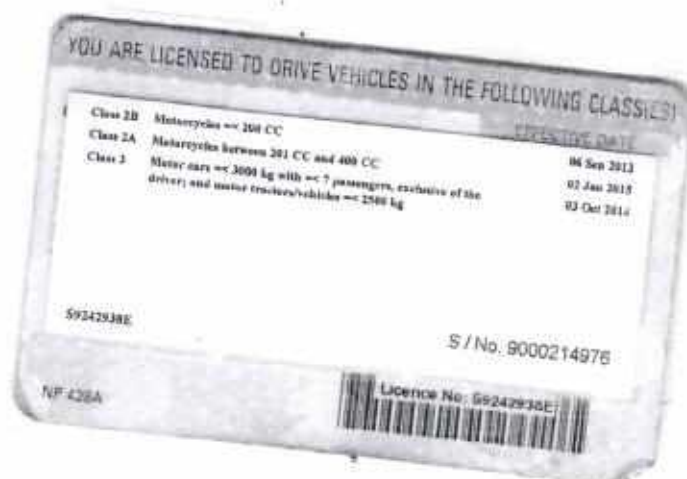 YOU ARE LICENSED TO DRIVE VEHICLES IN THE FOLLOWING CLASS(ES)
EFFECTIVE DATE
Class 2B Motorcycles =< 200 CC 06 Sep 2013
Class 2A Motorcycles between 201 CC and 400 CC 02 Jan 2015
Class 3 Motor cars =< 3000 kg with =< 7 passengers, exclusive of the 03 Oct 2014
driver; and motor tractors/vehicles =< 2500 kg
S9242938E
S / No. 9000214976
Licence No: S9242938E
NP 428A